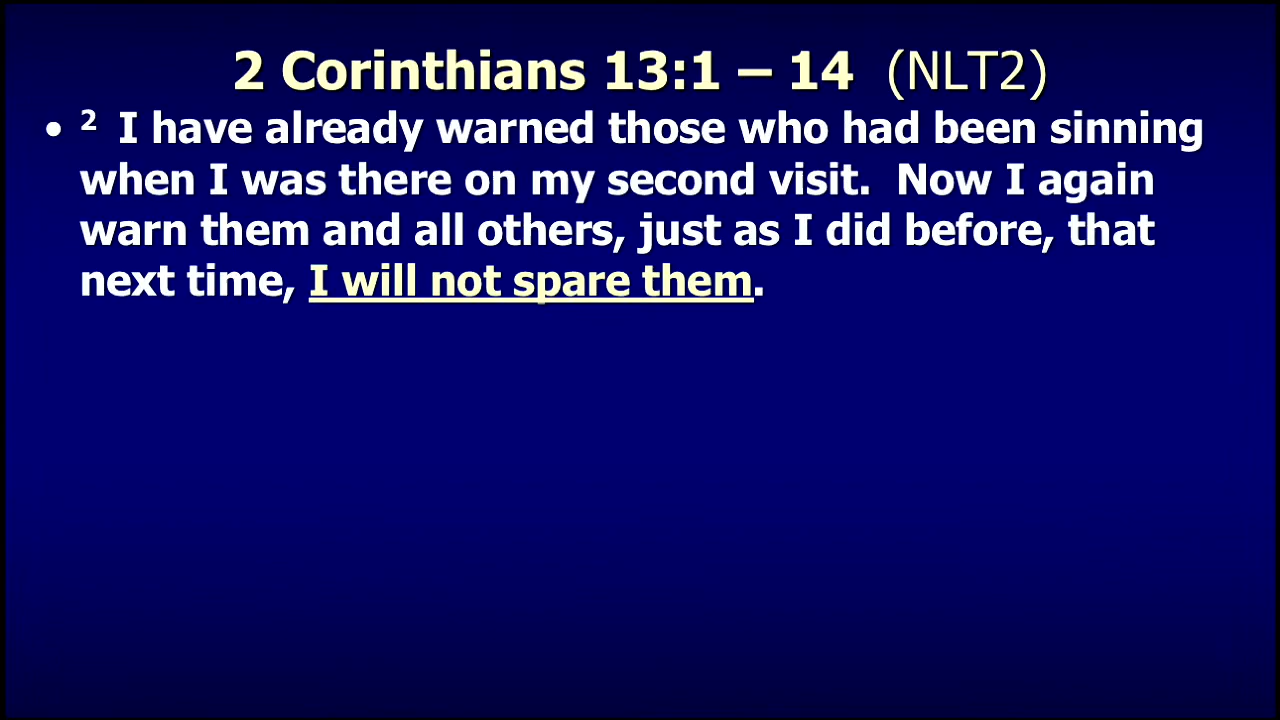 2 Corinthians 13:1 – 14 (NLT2)
• ² I have already warned those who had been sinning
when I was there on my second visit. Now I again
warn them and all others, just as I did before, that
next time, I will not spare them.